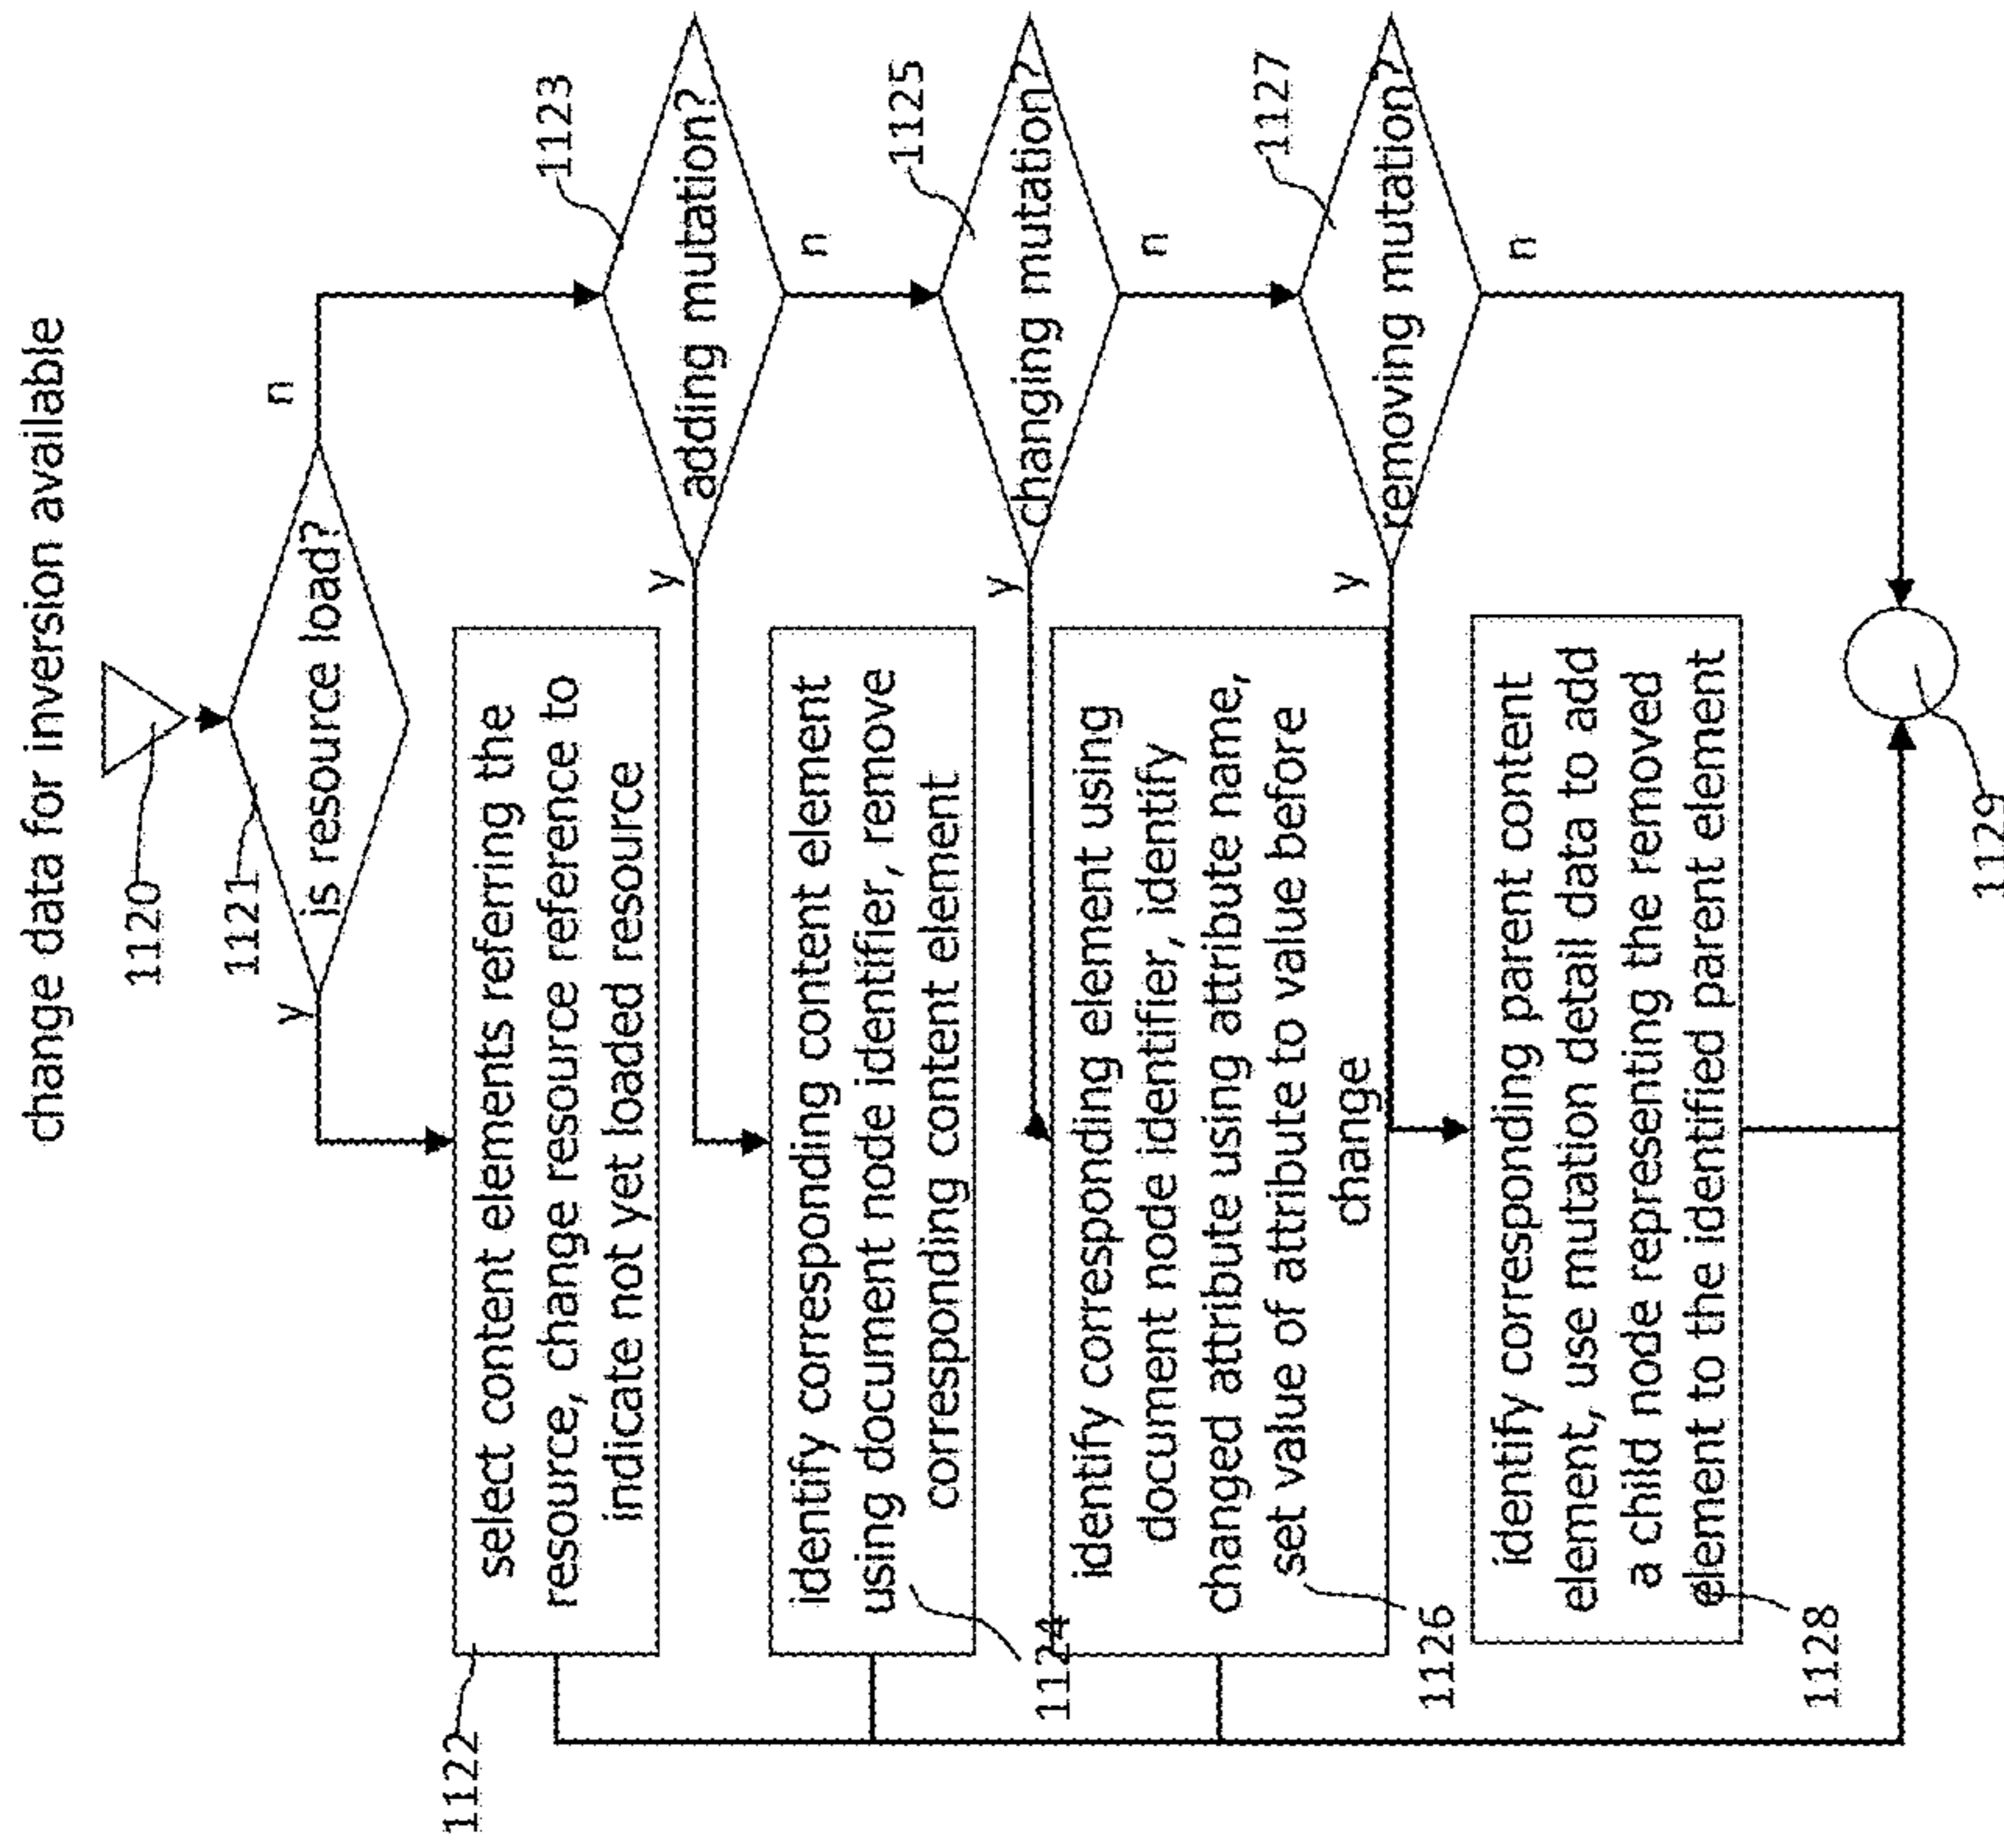 change data for inversion available
1120
1121
is resource load?
y
n
1122
select content elements referring the
resource, change resource reference to
indicate not yet loaded resource
1123
adding mutation?
y
n
identify corresponding content element
using document node identifier, remove
corresponding content element
1124
1125
changing mutation?
y
n
identify corresponding element using
document node identifier, identify
changed attribute using attribute name,
set value of attribute to value before
change
1126
1127
removing mutation?
y
n
identify corresponding parent content
element, use mutation detail data to add
a child node representing the removed
element to the identified parent element
1128
1129